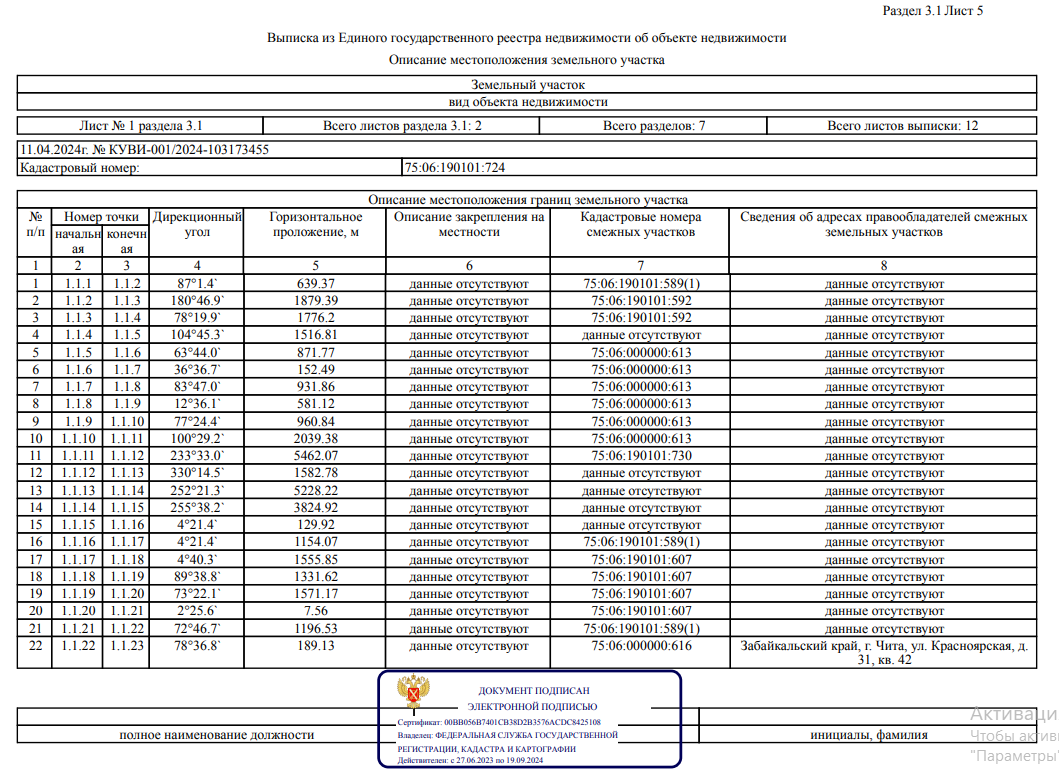 Раздел 3.1 Лист 5
Выписка из Единого государственного реестра недвижимости об объекте недвижимости
Описание местоположения земельного участка
Земельный участок
вид объекта недвижимости
Лист № 1 раздела 3.1 Всего листов раздела 3.1: 2 Всего разделов: 7 Всего листов выписки: 12
11.04.2024г. № КУВИ-001/2024-103173455
Кадастровый номер: 75:06:190101:724
Описание местоположения границ земельного участка
№ п/п Номер точки Дирекционный угол Горизонтальное проложение, м Описание закрепления на местности Кадастровые номера смежных участков Сведения об адресах правообладателей смежных земельных участков
начальн ая конечн ая
1 2 3 4 5 6 7 8
1 1.1.1 1.1.2 87°1.4` 639.37 данные отсутствуют 75:06:190101:589(1) данные отсутствуют
2 1.1.2 1.1.3 180°46.9` 1879.39 данные отсутствуют 75:06:190101:592 данные отсутствуют
3 1.1.3 1.1.4 78°19.9` 1776.2 данные отсутствуют 75:06:190101:592 данные отсутствуют
4 1.1.4 1.1.5 104°45.3` 1516.81 данные отсутствуют данные отсутствуют данные отсутствуют
5 1.1.5 1.1.6 63°44.0` 871.77 данные отсутствуют 75:06:000000:613 данные отсутствуют
6 1.1.6 1.1.7 36°36.7` 152.49 данные отсутствуют 75:06:000000:613 данные отсутствуют
7 1.1.7 1.1.8 83°47.0` 931.86 данные отсутствуют 75:06:000000:613 данные отсутствуют
8 1.1.8 1.1.9 12°36.1` 581.12 данные отсутствуют 75:06:000000:613 данные отсутствуют
9 1.1.9 1.1.10 77°24.4` 960.84 данные отсутствуют 75:06:000000:613 данные отсутствуют
10 1.1.10 1.1.11 100°29.2` 2039.38 данные отсутствуют 75:06:000000:613 данные отсутствуют
11 1.1.11 1.1.12 233°33.0` 5462.07 данные отсутствуют 75:06:190101:730 данные отсутствуют
12 1.1.12 1.1.13 330°14.5` 1582.78 данные отсутствуют данные отсутствуют данные отсутствуют
13 1.1.13 1.1.14 252°21.3` 5228.22 данные отсутствуют данные отсутствуют данные отсутствуют
14 1.1.14 1.1.15 255°38.2` 3824.92 данные отсутствуют данные отсутствуют данные отсутствуют
15 1.1.15 1.1.16 4°21.4` 129.92 данные отсутствуют данные отсутствуют данные отсутствуют
16 1.1.16 1.1.17 4°21.4` 1154.07 данные отсутствуют 75:06:190101:589(1) данные отсутствуют
17 1.1.17 1.1.18 4°40.3` 1555.85 данные отсутствуют 75:06:190101:607 данные отсутствуют
18 1.1.18 1.1.19 89°38.8` 1331.62 данные отсутствуют 75:06:190101:607 данные отсутствуют
19 1.1.19 1.1.20 73°22.1` 1571.17 данные отсутствуют 75:06:190101:607 данные отсутствуют
20 1.1.20 1.1.21 2°25.6` 7.56 данные отсутствуют 75:06:190101:607 данные отсутствуют
21 1.1.21 1.1.22 72°46.7` 1196.53 данные отсутствуют 75:06:190101:589(1) данные отсутствуют
22 1.1.22 1.1.23 78°36.8` 189.13 данные отсутствуют 75:06:000000:616 Забайкальский край, г. Чита, ул. Красноярская, д.
31, кв. 42
ДОКУМЕНТ ПОДПИСАН
ЭЛЕКТРОННОЙ ПОДПИСЬЮ
Сертификат: 00BB056B7401CB38D2B3576ACDC8425108
Владелец: ФЕДЕРАЛЬНАЯ СЛУЖБА ГОСУДАРСТВЕННОЙ
РЕГИСТРАЦИИ, КАДАСТРА И КАРТОГРАФИИ
Действителен: с 27.06.2023 по 19.09.2024
полное наименование должности инициалы, фамилия
Активаци
Чтобы актив
"Параметры"